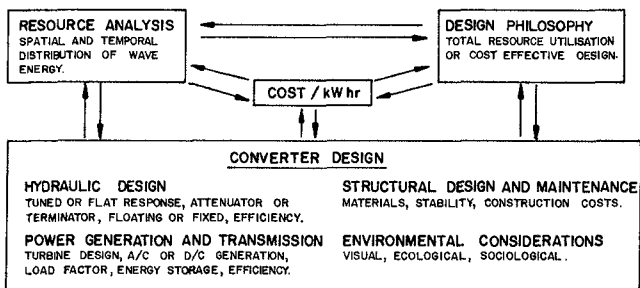 RESOURCE ANALYSIS
SPATIAL AND TEMPORAL
DISTRIBUTION OF WAVE
ENERGY.
DESIGN PHILOSOPHY
TOTAL RESOURCE UTILISATION
OR COST EFFECTIVE DESIGN.
COST / kWhr
CONVERTER DESIGN
HYDRAULIC DESIGN
TUNED OR FLAT RESPONSE, ATTENUATOR OR
TERMINATOR, FLOATING OR FIXED, EFFICIENCY.
STRUCTURAL DESIGN AND MAINTENANCE
MATERIALS, STABILITY, CONSTRUCTION COSTS.
POWER GENERATION AND TRANSMISSION
TURBINE DESIGN, A/C OR D/C GENERATION,
LOAD FACTOR, ENERGY STORAGE, EFFICIENCY.
ENVIRONMENTAL CONSIDERATIONS
VISUAL, ECOLOGICAL, SOCIOLOGICAL.